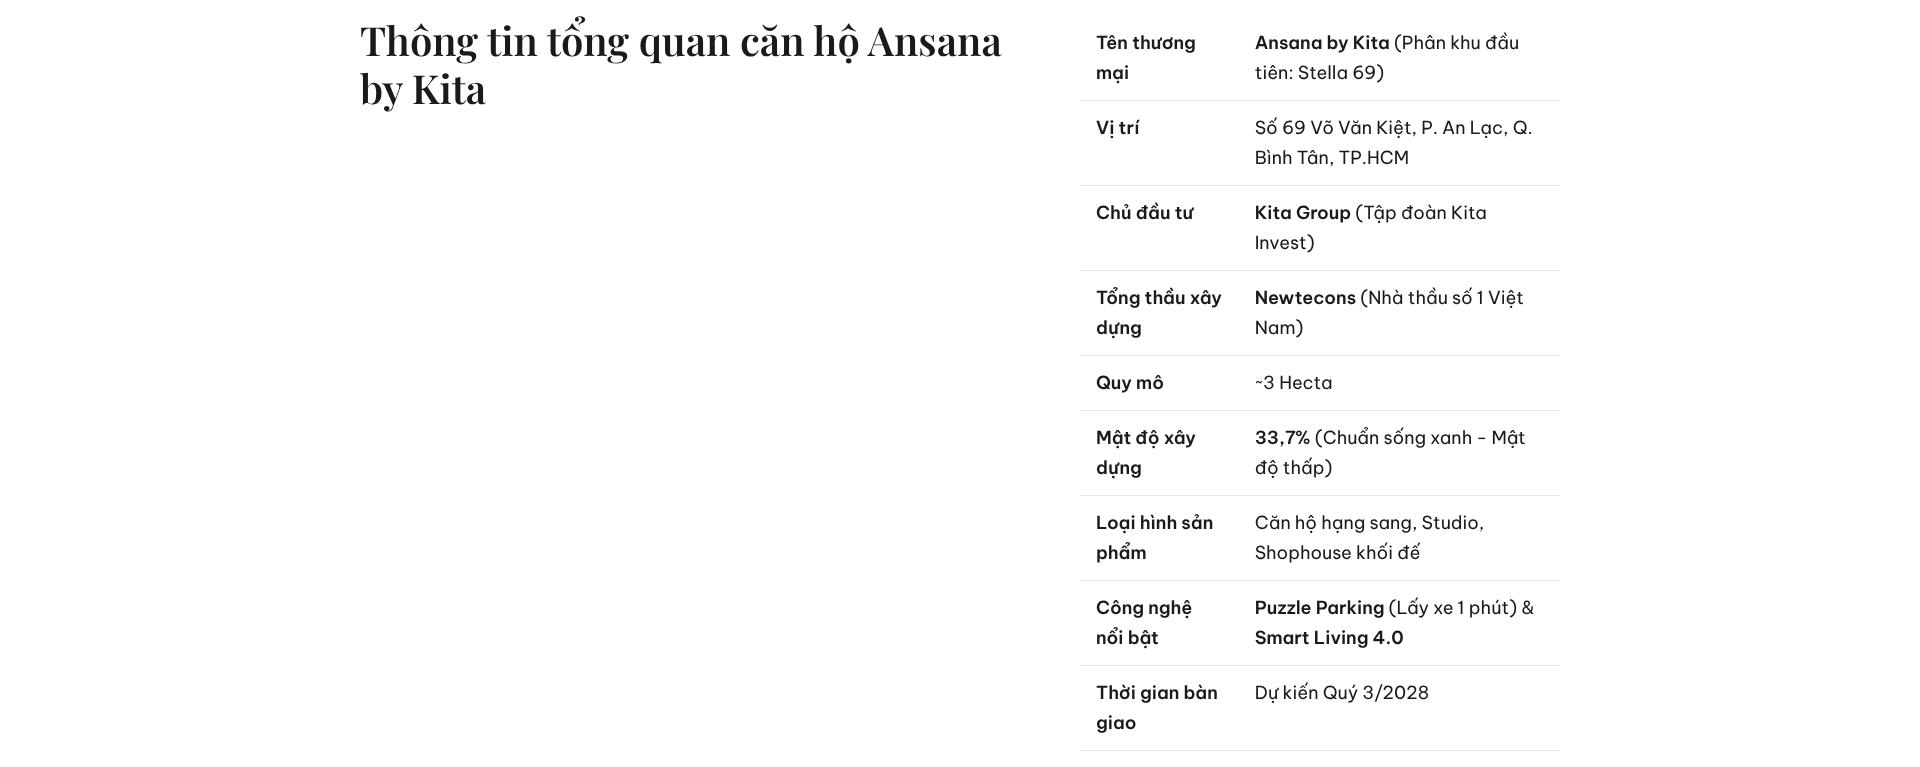 Thông tin tổng quan căn hộ Ansana
by Kita
Tên thương
mại
Ansana by Kita (Phân khu đầu
tiên: Stella 69)
Vị trí
Số 69 Võ Văn Kiệt, P. An Lạc, Q.
Bình Tân, TP.HCM
Chủ đầu tư
Kita Group (Tập đoàn Kita
Invest)
Tổng thầu xây
dựng
Newtecons (Nhà thầu số 1 Việt
Nam)
Quy mô
~3 Hecta
Mật độ xây
dựng
33,7% (Chuẩn sống xanh - Mật
độ thấp)
Loại hình sản
phẩm
Căn hộ hạng sang, Studio,
Shophouse khối đế
Công nghệ
nổi bật
Puzzle Parking (Lấy xe 1 phút) &
Smart Living 4.0
Thời gian bàn
giao
Dự kiến Quý 3/2028